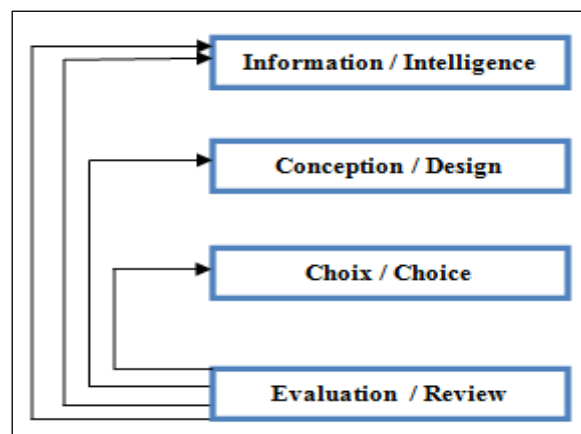 Information / Intelligence
Conception / Design
Choix / Choice
Evaluation / Review